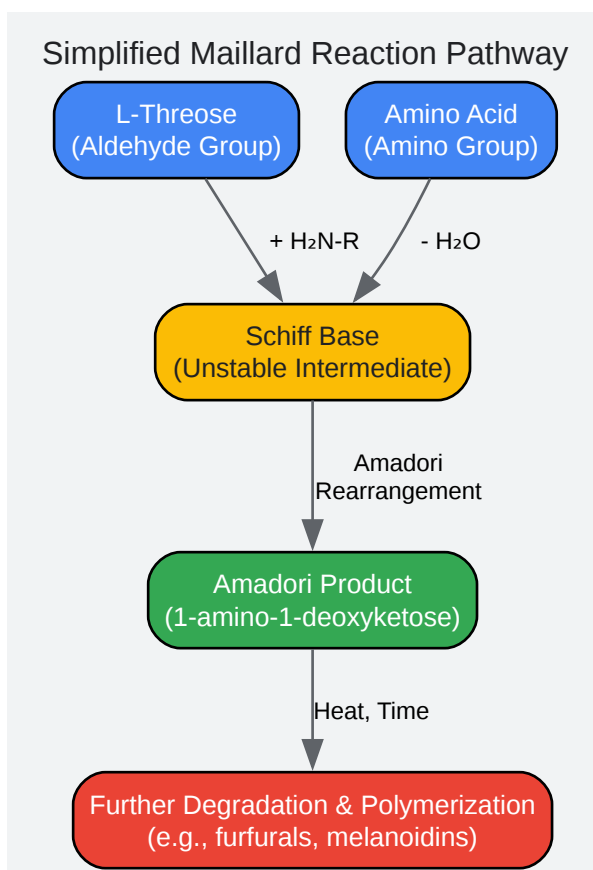 Simplified Maillard Reaction Pathway
L-Threose
(Aldehyde Group)
Amino Acid
(Amino Group)
+ H₂N-R
- H₂O
Schiff Base
(Unstable Intermediate)
Amadori
Rearrangement
Amadori Product
(1-amino-1-deoxyketose)
Heat, Time
Further Degradation & Polymerization
(e.g., furfurals, melanoidins)